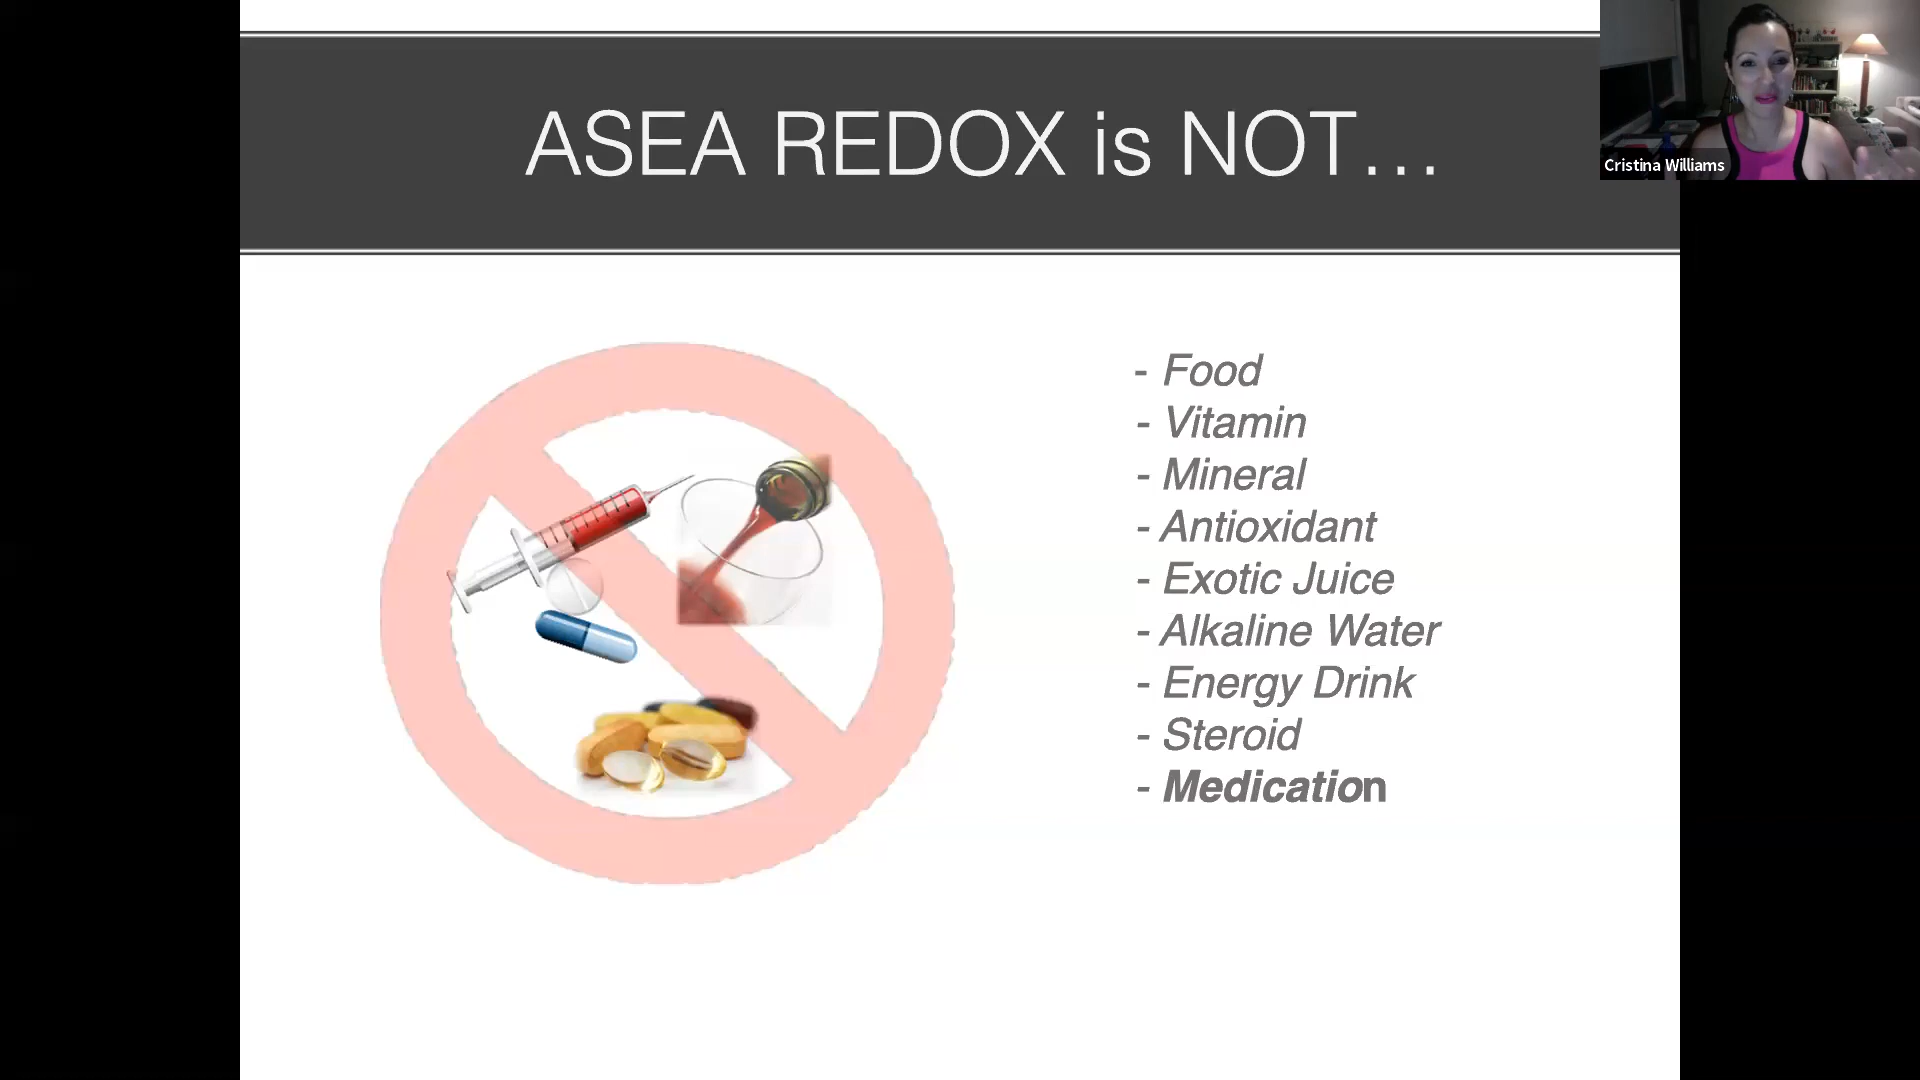 ASEA REDOX is NOT...
Cristina Williams
- Food
- Vitamin
- Mineral
- Antioxidant
- Exotic Juice
- Alkaline Water
- Energy Drink
- Steroid
- Medication